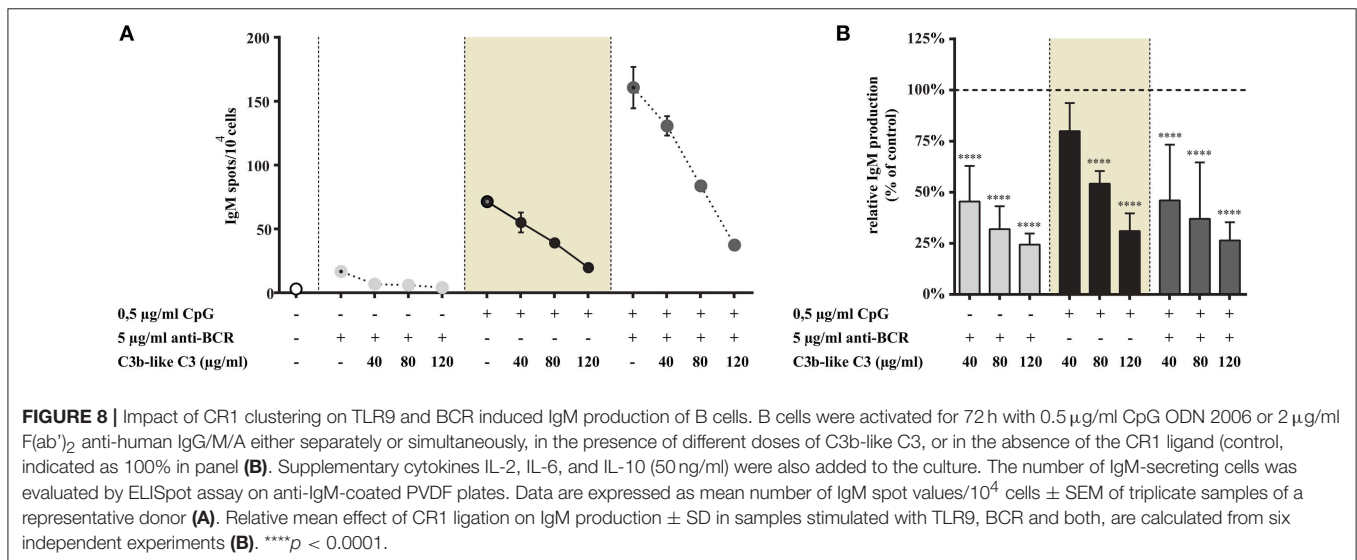 A
200
150
100
50
0
IgM spots/10⁴ cells
0,5 µg/ml CpG - - - - - + + + + + + + +
5 µg/ml anti-BCR - + + + + - - - - + + + +
C3b-like C3 (µg/ml) - - 40 80 120 - 40 80 120 - 40 80 120
B
125%
100%
75%
50%
25%
0%
relative IgM production
(% of control)
**** **** **** **** **** **** **** ****
0,5 µg/ml CpG - - - + + + + + +
5 µg/ml anti-BCR + + + - - - + + +
C3b-like C3 (µg/ml) 40 80 120 40 80 120 40 80 120
FIGURE 8 | Impact of CR1 clustering on TLR9 and BCR induced IgM production of B cells. B cells were activated for 72 h with 0.5 µg/ml CpG ODN 2006 or 2 µg/ml
F(ab’)₂ anti-human IgG/M/A either separately or simultaneously, in the presence of different doses of C3b-like C3, or in the absence of the CR1 ligand (control,
indicated as 100% in panel (B). Supplementary cytokines IL-2, IL-6, and IL-10 (50 ng/ml) were also added to the culture. The number of IgM-secreting cells was
evaluated by ELISpot assay on anti-IgM-coated PVDF plates. Data are expressed as mean number of IgM spot values/10⁴ cells ± SEM of triplicate samples of a
representative donor (A). Relative mean effect of CR1 ligation on IgM production ± SD in samples stimulated with TLR9, BCR and both, are calculated from six
independent experiments (B). ****p < 0.0001.